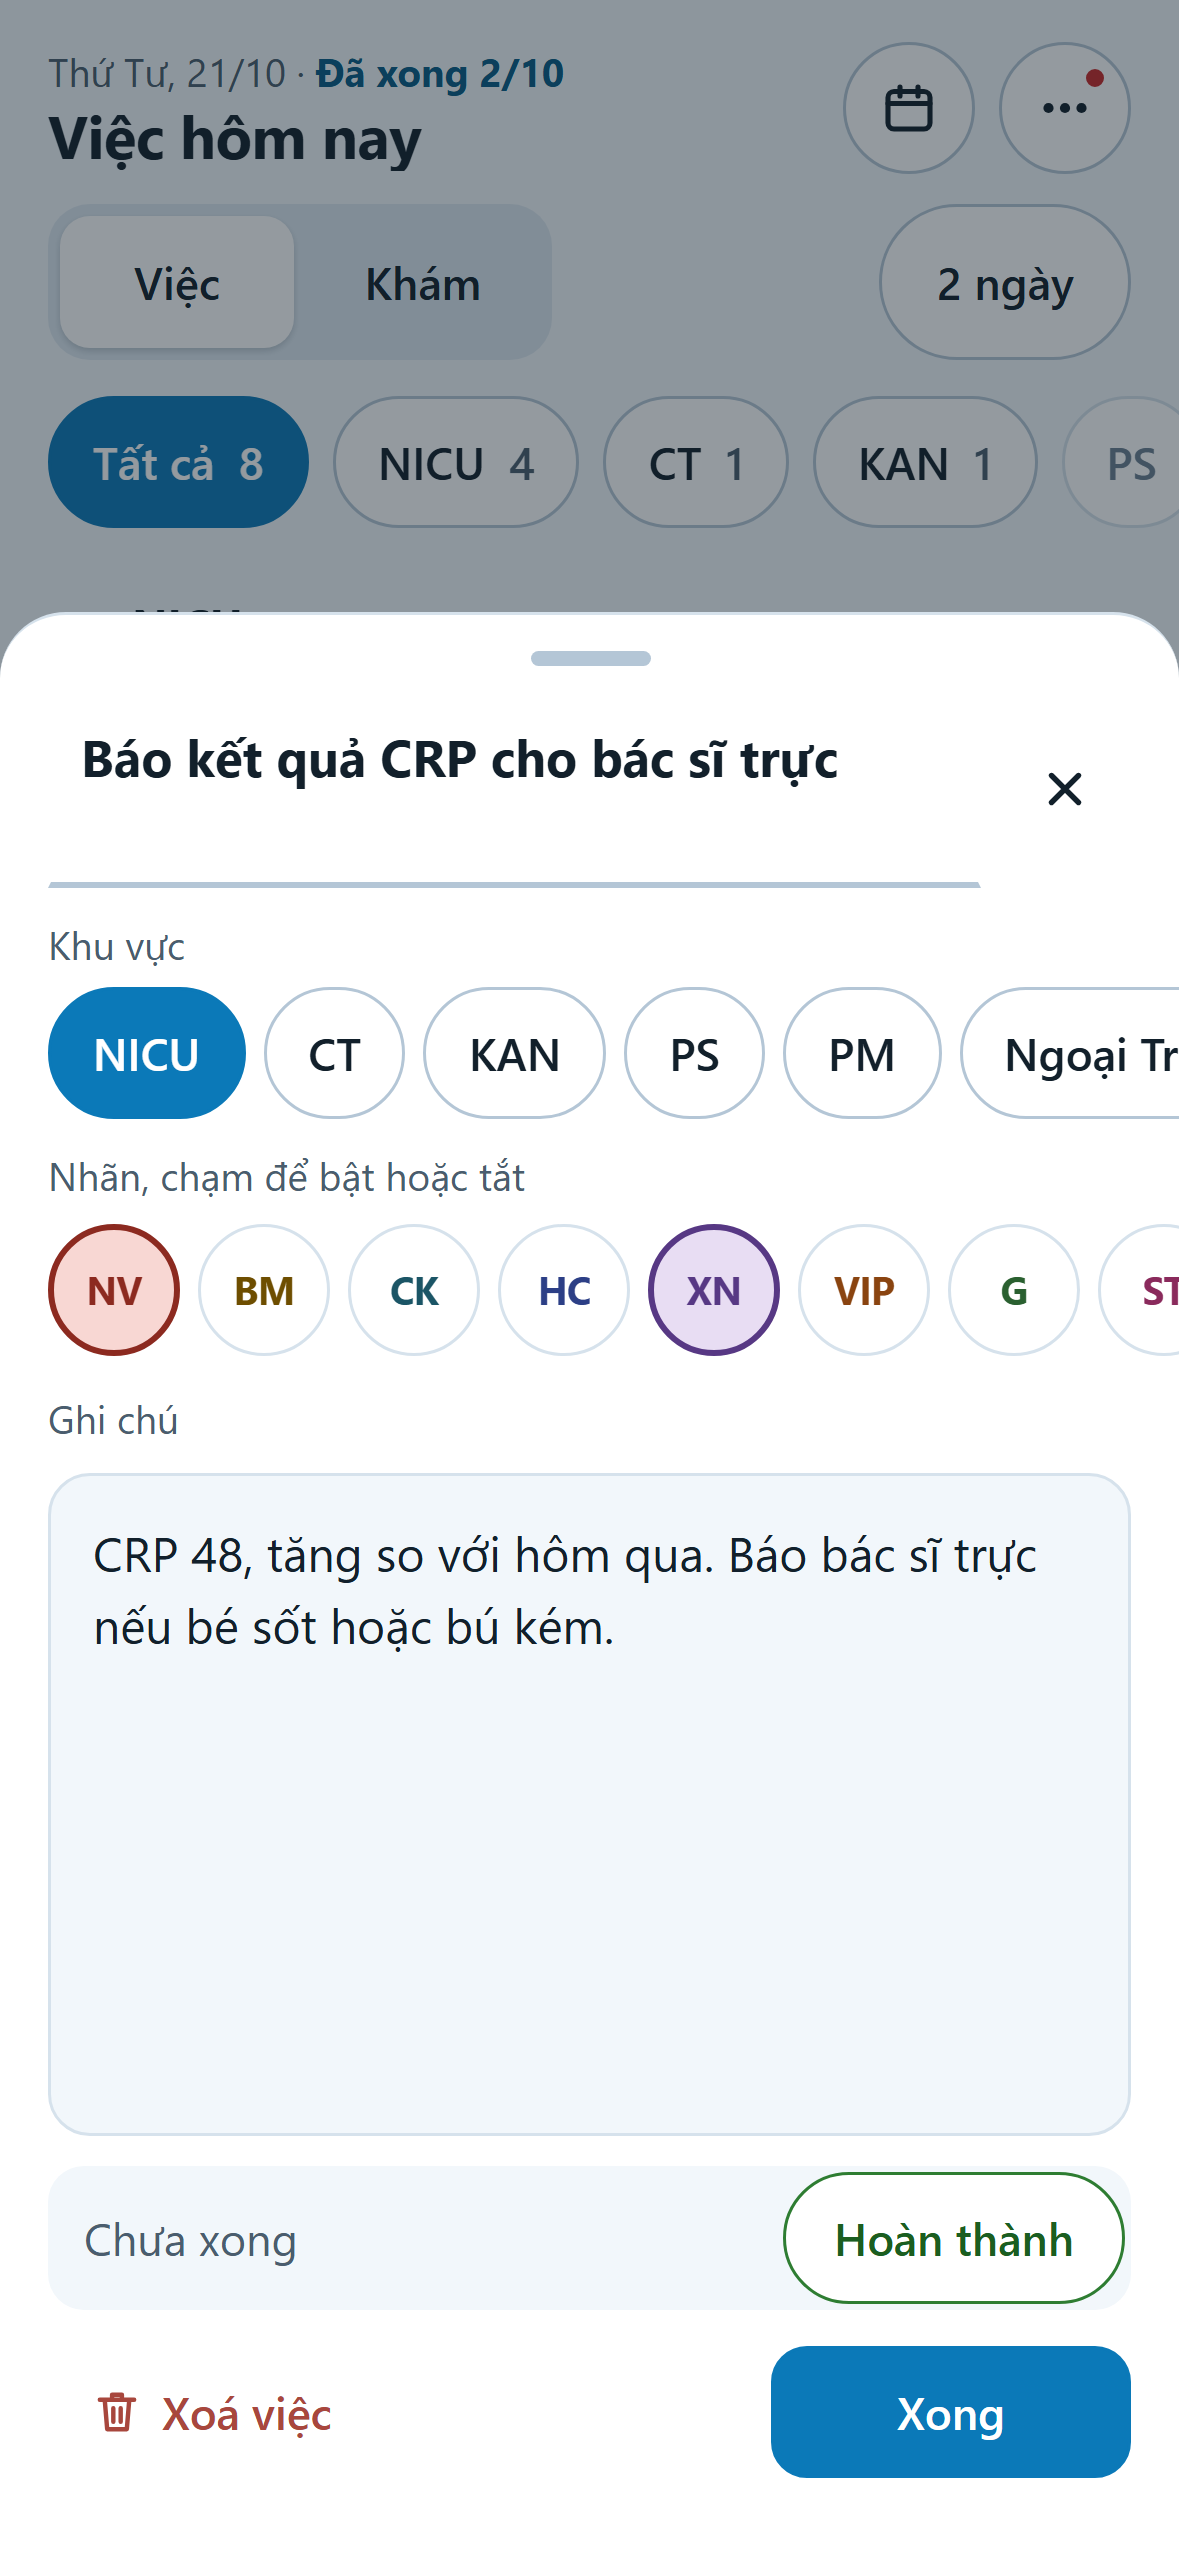 Thứ Tư, 21/10 · Đã xong 2/10
Việc hôm nay
Việc
Khám
2 ngày
Tất cả 8
NICU 4
CT 1
KAN 1
PS
Báo kết quả CRP cho bác sĩ trực
Khu vực
NICU
CT
KAN
PS
PM
Ngoại Tr
Nhãn, chạm để bật hoặc tắt
NV
BM
CK
HC
XN
VIP
G
ST
Ghi chú
CRP 48, tăng so với hôm qua. Báo bác sĩ trực
nếu bé sốt hoặc bú kém.
Chưa xong
Hoàn thành
Xoá việc
Xong